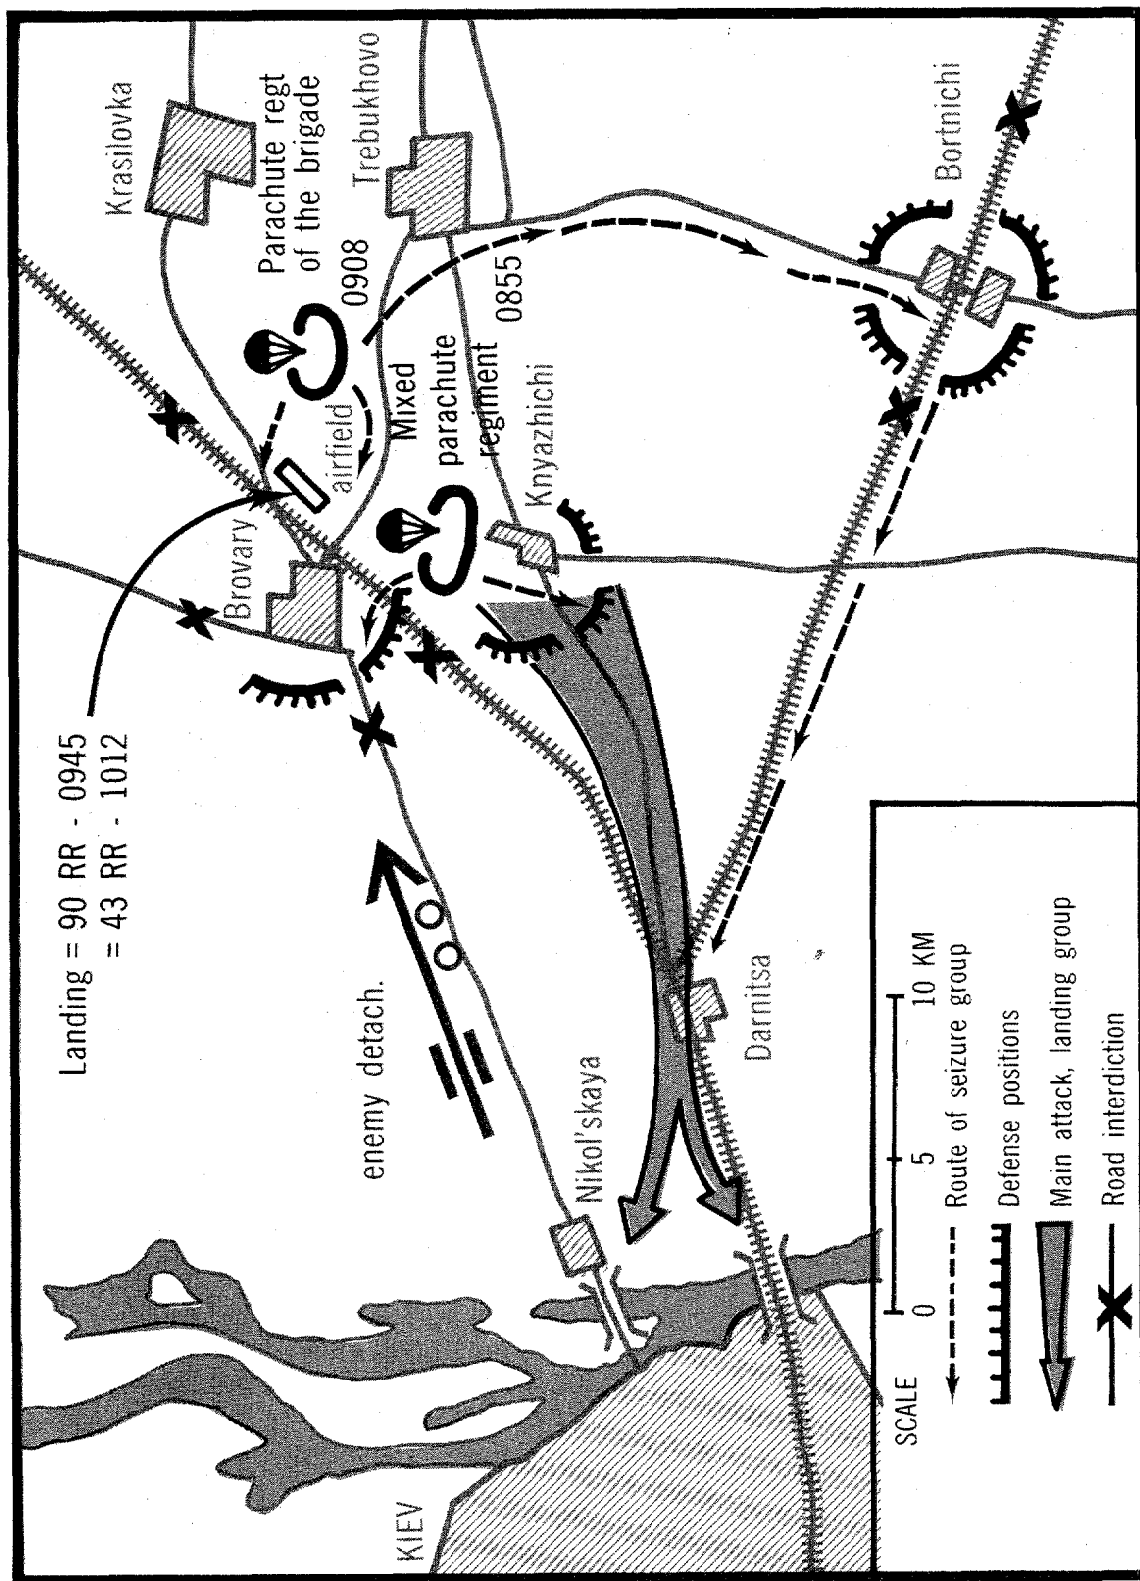 Landing = 90 RR - 0945
= 43 RR - 1012
Krasilovka
Parachute regt
of the brigade
0908
Trebukhovo
Brovary
airfield
Mixed
parachute
regiment
0855
Knyazhichi
Bortnichi
enemy detach.
Nikol'skaya
Darnitsa
KIEV
SCALE
0 5 10 KM
Route of seizure group
Defense positions
Main attack, landing group
Road interdiction